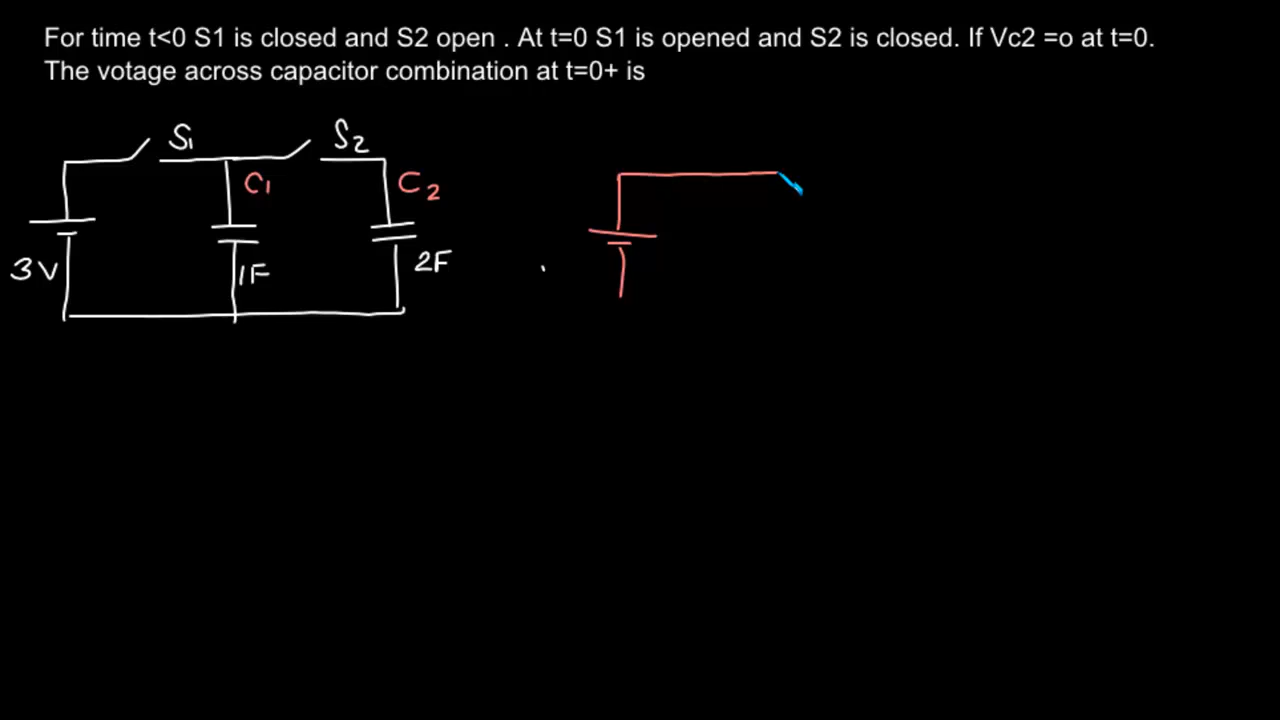 For time t<0 S1 is closed and S2 open . At t=0 S1 is opened and S2 is closed. If Vc2 =o at t=0.
The votage across capacitor combination at t=0+ is
S1 S2
C1 C2
3V 1F 2F